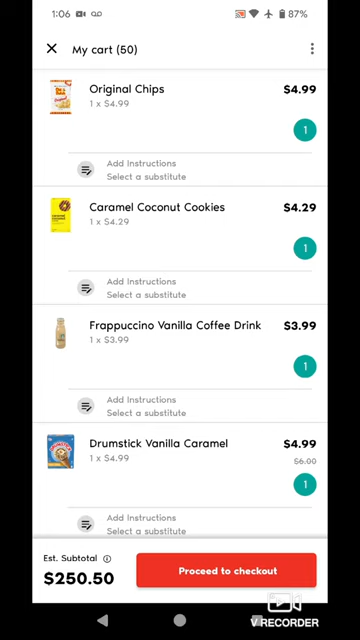 1:06
87%
My cart (50)
Original Chips $4.99
1 x $4.99
1
Add Instructions
Select a substitute
Caramel Coconut Cookies $4.29
1 x $4.29
1
Add Instructions
Select a substitute
Frappuccino Vanilla Coffee Drink $3.99
1 x $3.99
1
Add Instructions
Select a substitute
Drumstick Vanilla Caramel $4.99
1 x $4.99 $6.00
1
Add Instructions
Select a substitute
Est. Subtotal
$250.50
Proceed to checkout
V RECORDER